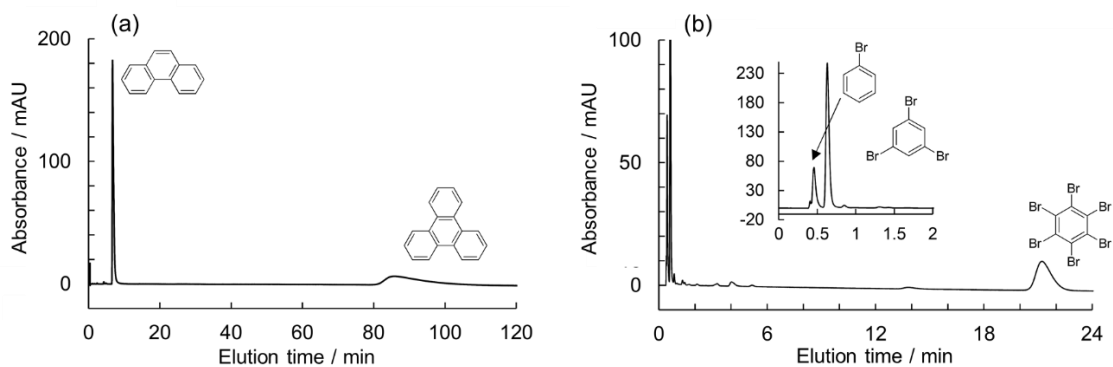 (a)
200
100
0
Absorbance / mAU
0 20 40 60 80 100 120
Elution time / min
(b)
100
50
0
Absorbance / mAU
230
180
130
80
30
-20
0 0.5 1 1.5 2
Br
Br
Br Br
Br
Br Br
Br Br
Br
0 6 12 18 24
Elution time / min